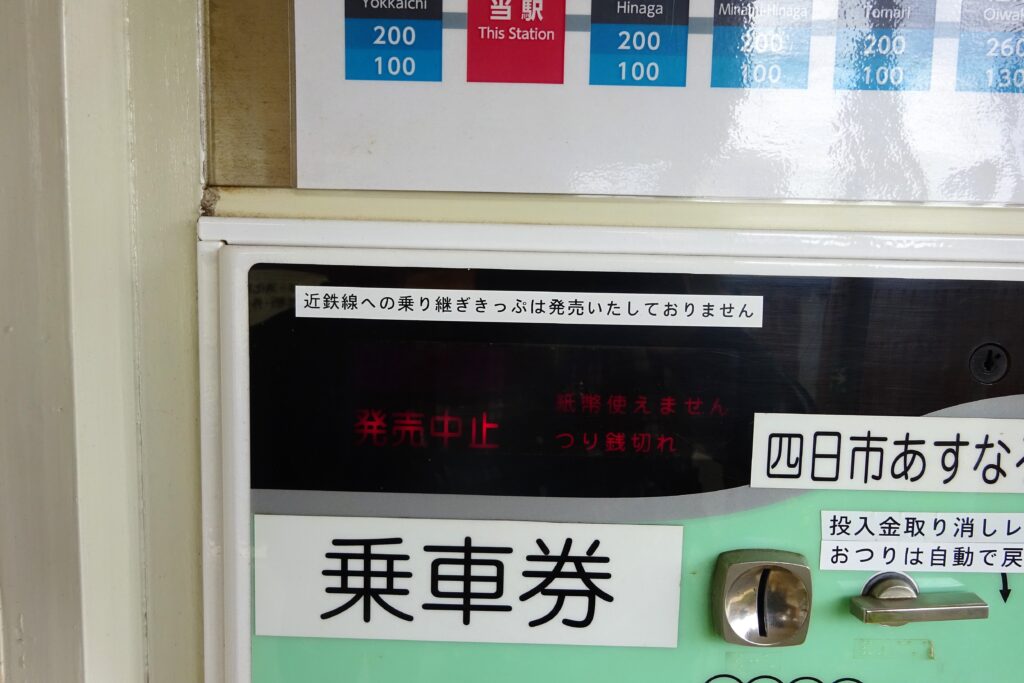 Yokkaichi
200
100
当駅
This Station
Hinaga
200
100
Minami-Hinaga
200
100
Tomari
200
100
260
130
近鉄線への乗り継ぎきっぷは発売いたしておりません
発売中止
紙幣使えません
つり銭切れ
四日市あすな
投入金取り消しレ
おつりは自動で戻
乗車券